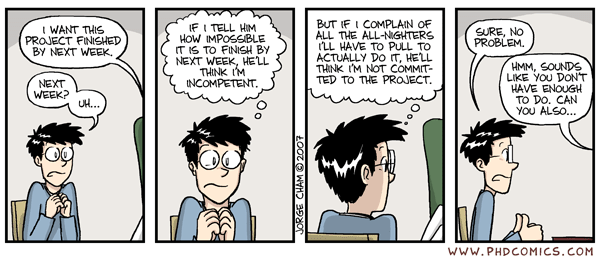 I WANT THIS
PROJECT FINISHED
BY NEXT WEEK.
NEXT
WEEK?
UH...
IF I TELL HIM
HOW IMPOSSIBLE
IT IS TO FINISH BY
NEXT WEEK, HE'LL
THINK I'M
INCOMPETENT.
BUT IF I COMPLAIN OF
ALL THE ALL-NIGHTERS
I'LL HAVE TO PULL TO
ACTUALLY DO IT, HE'LL
THINK I'M NOT COMMIT-
TED TO THE PROJECT.
SURE, NO
PROBLEM.
HMM, SOUNDS
LIKE YOU DON'T
HAVE ENOUGH
TO DO. CAN
YOU ALSO...
JORGE CHAM © 2007
WWW.PHDCOMICS.COM